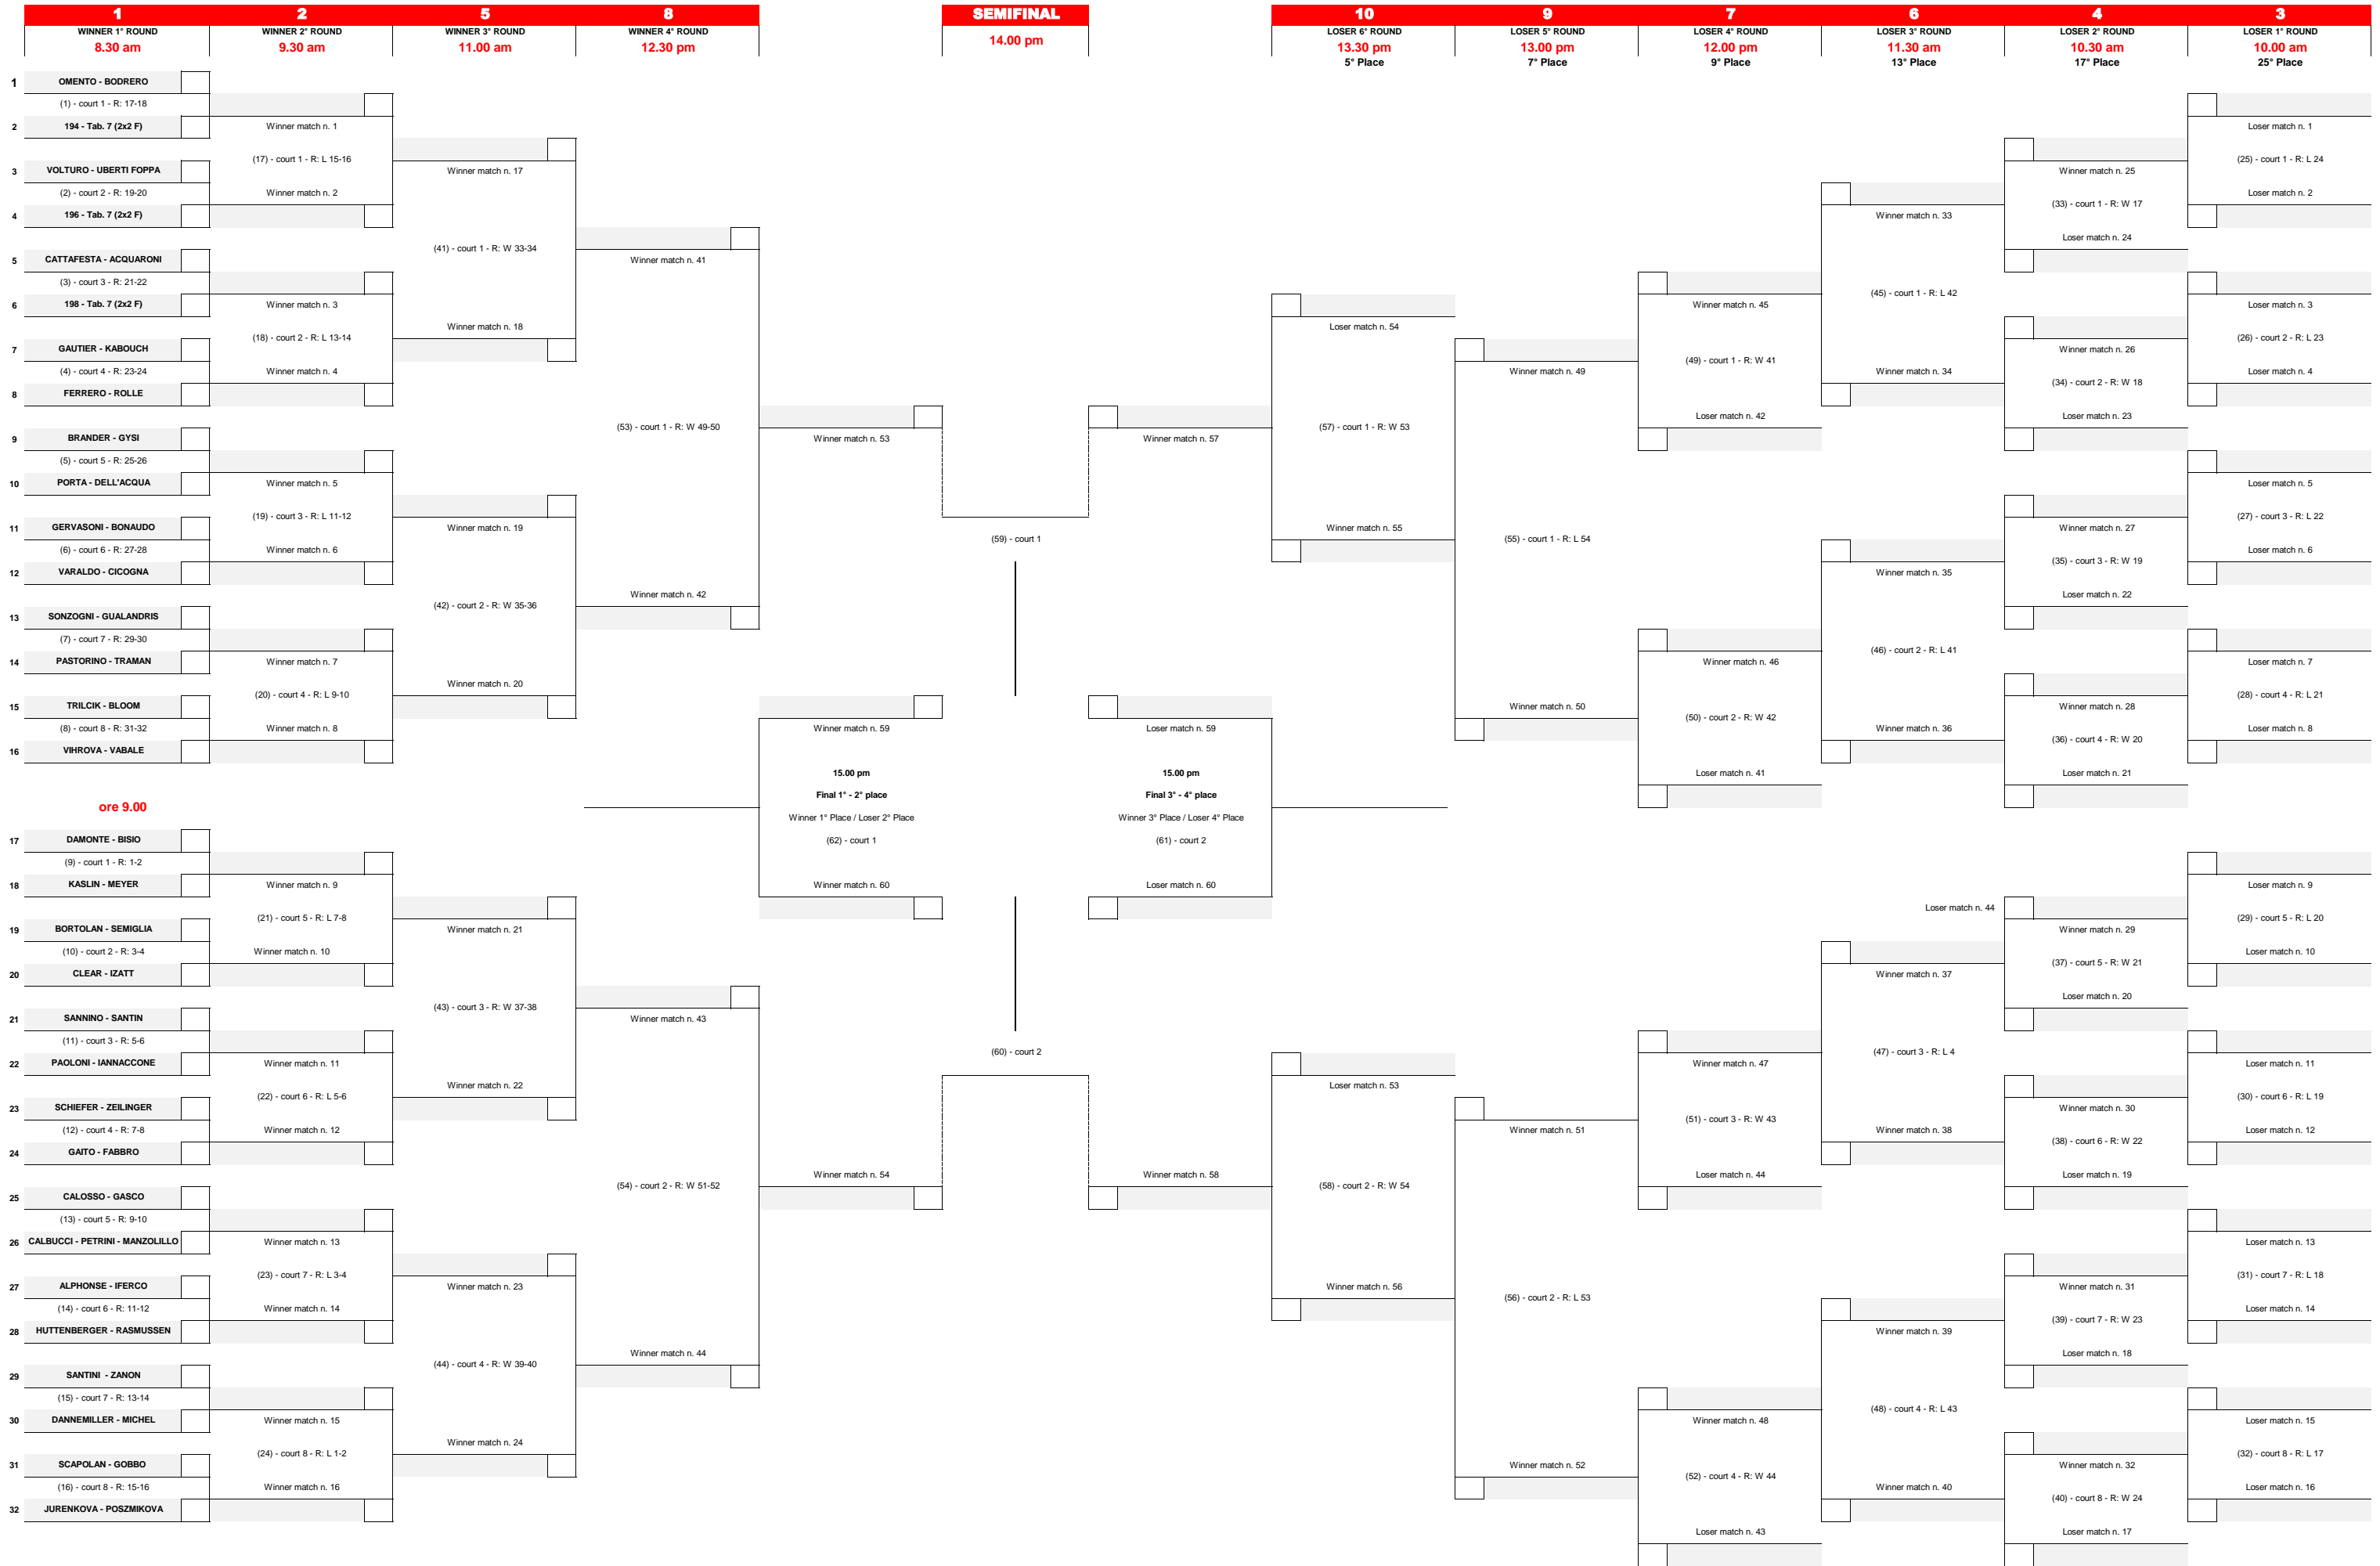 1 2 5 8 SEMIFINAL 10 9 7 6 4 3
WINNER 1° ROUND WINNER 2° ROUND WINNER 3° ROUND WINNER 4° ROUND LOSER 6° ROUND LOSER 5° ROUND LOSER 4° ROUND LOSER 3° ROUND LOSER 2° ROUND LOSER 1° ROUND
8.30 am 9.30 am 11.00 am 12.30 pm 14.00 pm 13.30 pm 13.00 pm 12.00 pm 11.30 am 10.30 am 10.00 am
5° Place 7° Place 9° Place 13° Place 17° Place 25° Place
1 OMENTO - BODRERO
(1) - court 1 - R: 17-18
2 194 - Tab. 7 (2x2 F)
3 VOLTURO - UBERTI FOPPA
(2) - court 2 - R: 19-20
4 196 - Tab. 7 (2x2 F)
5 CATTAFESTA - ACQUARONI
(3) - court 3 - R: 21-22
6 198 - Tab. 7 (2x2 F)
7 GAUTIER - KABOUCH
(4) - court 4 - R: 23-24
8 FERRERO - ROLLE
9 BRANDER - GYSI
(5) - court 5 - R: 25-26
10 PORTA - DELL'ACQUA
11 GERVASONI - BONAUDO
(6) - court 6 - R: 27-28
12 VARALDO - CICOGNA
13 SONZOGNI - GUALANDRIS
(7) - court 7 - R: 29-30
14 PASTORINO - TRAMAN
15 TRILCIK - BLOOM
(8) - court 8 - R: 31-32
16 VIHROVA - VABALE
ore 9.00
17 DAMONTE - BISIO
(9) - court 1 - R: 1-2
18 KASLIN - MEYER
19 BORTOLAN - SEMIGLIA
(10) - court 2 - R: 3-4
20 CLEAR - IZATT
21 SANNINO - SANTIN
(11) - court 3 - R: 5-6
22 PAOLONI - IANNACCONE
23 SCHIEFER - ZEILINGER
(12) - court 4 - R: 7-8
24 GAITO - FABBRO
25 CALOSSO - GASCO
(13) - court 5 - R: 9-10
26 CALBUCCI - PETRINI - MANZOLILLO
27 ALPHONSE - IFERCO
(14) - court 6 - R: 11-12
28 HUTTENBERGER - RASMUSSEN
29 SANTINI - ZANON
(15) - court 7 - R: 13-14
30 DANNEMILLER - MICHEL
31 SCAPOLAN - GOBBO
(16) - court 8 - R: 15-16
32 JURENKOVA - POSZMIKOVA
Winner match n. 1
(17) - court 1 - R: L 15-16
Winner match n. 2
Winner match n. 3
(18) - court 2 - R: L 13-14
Winner match n. 4
Winner match n. 5
(19) - court 3 - R: L 11-12
Winner match n. 6
Winner match n. 7
(20) - court 4 - R: L 9-10
Winner match n. 8
Winner match n. 9
(21) - court 5 - R: L 7-8
Winner match n. 10
Winner match n. 11
(22) - court 6 - R: L 5-6
Winner match n. 12
Winner match n. 13
(23) - court 7 - R: L 3-4
Winner match n. 14
Winner match n. 15
(24) - court 8 - R: L 1-2
Winner match n. 16
Winner match n. 17
(41) - court 1 - R: W 33-34
Winner match n. 18
Winner match n. 19
(42) - court 2 - R: W 35-36
Winner match n. 20
Winner match n. 21
(43) - court 3 - R: W 37-38
Winner match n. 22
Winner match n. 23
(44) - court 4 - R: W 39-40
Winner match n. 24
Winner match n. 41
(53) - court 1 - R: W 49-50
Winner match n. 42
Winner match n. 43
(54) - court 2 - R: W 51-52
Winner match n. 44
Winner match n. 53
Winner match n. 59
15.00 pm
Final 1° - 2° place
Winner 1° Place / Loser 2° Place
(62) - court 1
Winner match n. 60
Winner match n. 54
(59) - court 1
(60) - court 2
Winner match n. 57
Loser match n. 59
15.00 pm
Final 3° - 4° place
Winner 3° Place / Loser 4° Place
(61) - court 2
Loser match n. 60
Winner match n. 58
Loser match n. 54
(57) - court 1 - R: W 53
Winner match n. 55
Loser match n. 53
(58) - court 2 - R: W 54
Winner match n. 56
Winner match n. 49
(55) - court 1 - R: L 54
Winner match n. 50
Winner match n. 51
(56) - court 2 - R: L 53
Winner match n. 52
Winner match n. 45
(49) - court 1 - R: W 41
Loser match n. 42
Winner match n. 46
(50) - court 2 - R: W 42
Loser match n. 41
Winner match n. 47
(51) - court 3 - R: W 43
Loser match n. 44
Winner match n. 48
(52) - court 4 - R: W 44
Loser match n. 43
Winner match n. 33
(45) - court 1 - R: L 42
Winner match n. 34
Winner match n. 35
(46) - court 2 - R: L 41
Winner match n. 36
Loser match n. 44
Winner match n. 37
(47) - court 3 - R: L 4
Winner match n. 38
Winner match n. 39
(48) - court 4 - R: L 43
Winner match n. 40
Winner match n. 25
(33) - court 1 - R: W 17
Loser match n. 24
Winner match n. 26
(34) - court 2 - R: W 18
Loser match n. 23
Winner match n. 27
(35) - court 3 - R: W 19
Loser match n. 22
Winner match n. 28
(36) - court 4 - R: W 20
Loser match n. 21
Winner match n. 29
(37) - court 5 - R: W 21
Loser match n. 20
Winner match n. 30
(38) - court 6 - R: W 22
Loser match n. 19
Winner match n. 31
(39) - court 7 - R: W 23
Loser match n. 18
Winner match n. 32
(40) - court 8 - R: W 24
Loser match n. 17
Loser match n. 1
(25) - court 1 - R: L 24
Loser match n. 2
Loser match n. 3
(26) - court 2 - R: L 23
Loser match n. 4
Loser match n. 5
(27) - court 3 - R: L 22
Loser match n. 6
Loser match n. 7
(28) - court 4 - R: L 21
Loser match n. 8
Loser match n. 9
(29) - court 5 - R: L 20
Loser match n. 10
Loser match n. 11
(30) - court 6 - R: L 19
Loser match n. 12
Loser match n. 13
(31) - court 7 - R: L 18
Loser match n. 14
Loser match n. 15
(32) - court 8 - R: L 17
Loser match n. 16